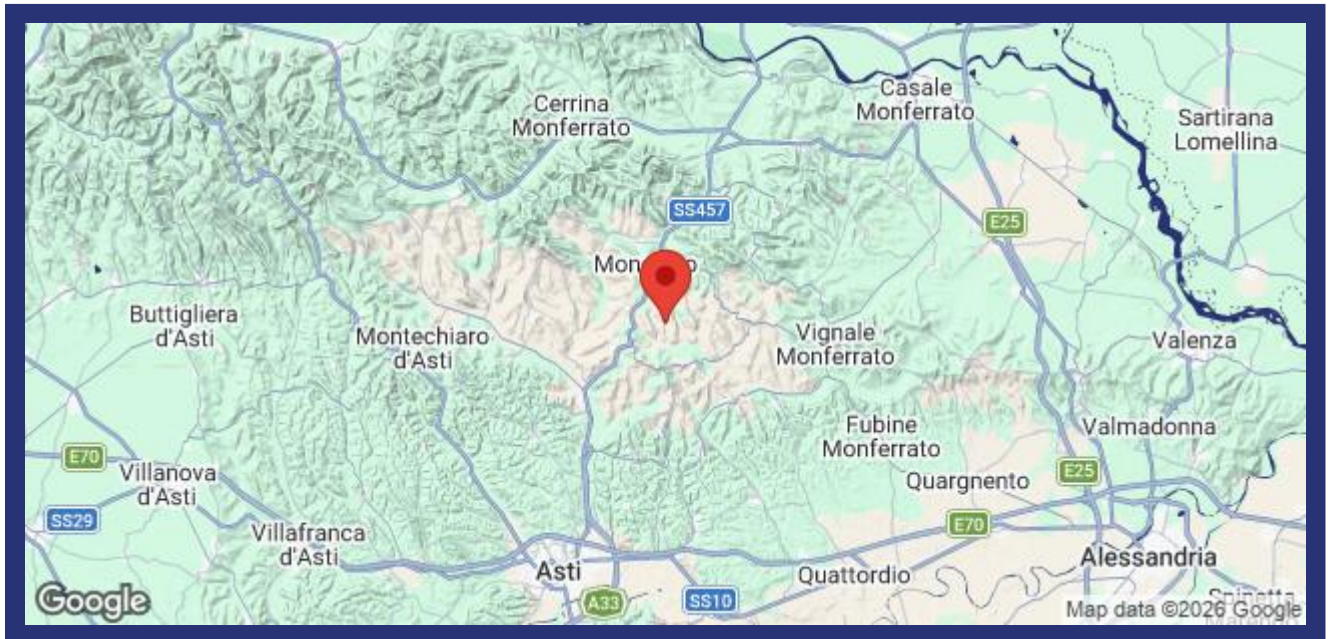 Cerrina
Monferrato
Casale
Monferrato
Sartirana
Lomellina
SS457
E25
Buttigliera
d'Asti
Montechiaro
d'Asti
Vignale
Monferrato
Valenza
Fubine
Monferrato
Valmadonna
E70
Villanova
d'Asti
Quargnento
E25
SS29
Villafranca
d'Asti
E70
Asti
Quattordio
Alessandria
A33
SS10
Google
Map data ©2026 Google